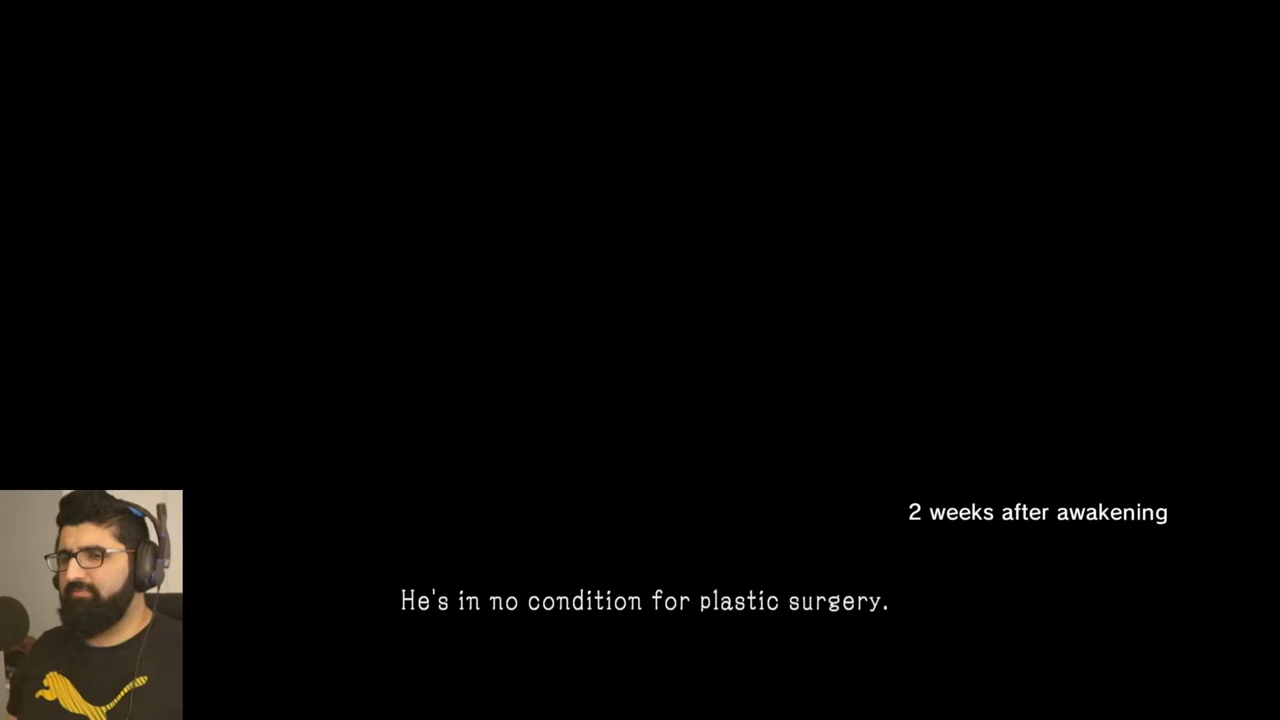 2 weeks after awakening
He's in no condition for plastic surgery.